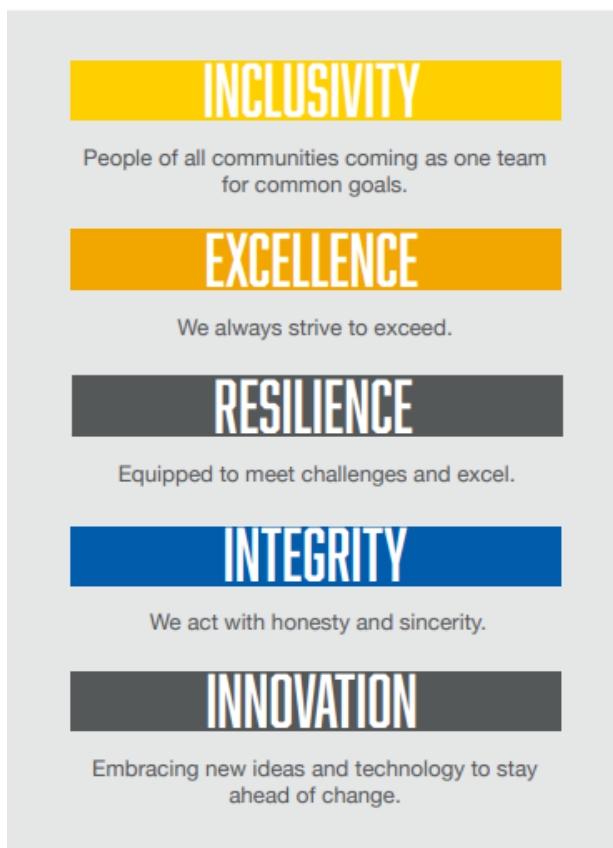 INCLUSIVITY
People of all communities coming as one team
for common goals.
EXCELLENCE
We always strive to exceed.
RESILIENCE
Equipped to meet challenges and excel.
INTEGRITY
We act with honesty and sincerity.
INNOVATION
Embracing new ideas and technology to stay
ahead of change.